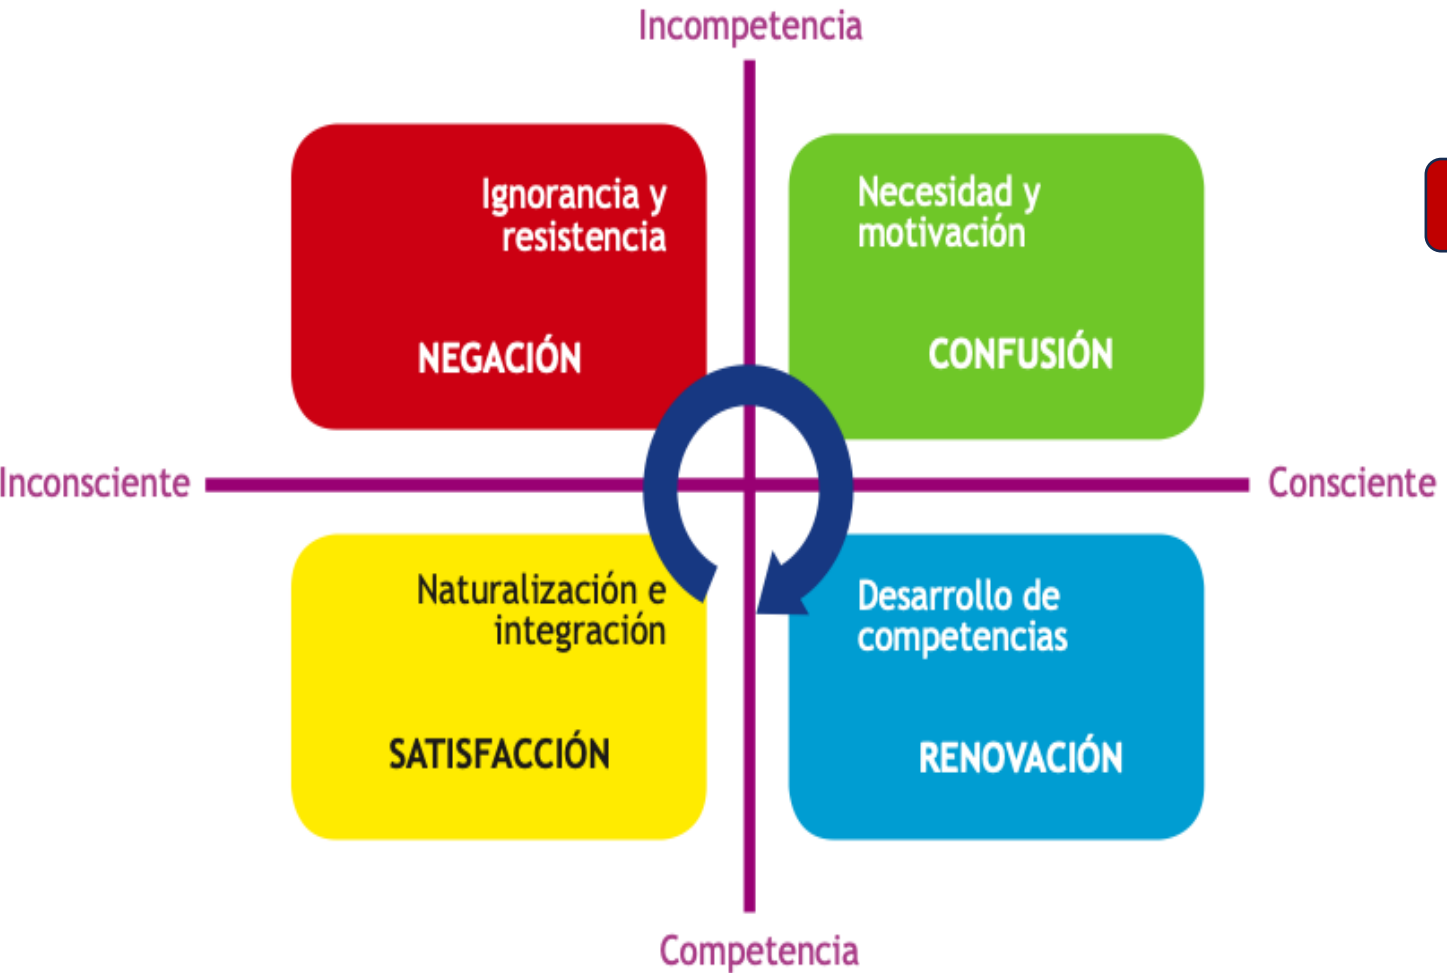 Incompetencia
Ignorancia y
resistencia
NEGACIÓN
Necesidad y
motivación
CONFUSIÓN
Inconsciente
Consciente
Naturalización e
integración
SATISFACCIÓN
Desarrollo de
competencias
RENOVACIÓN
Competencia